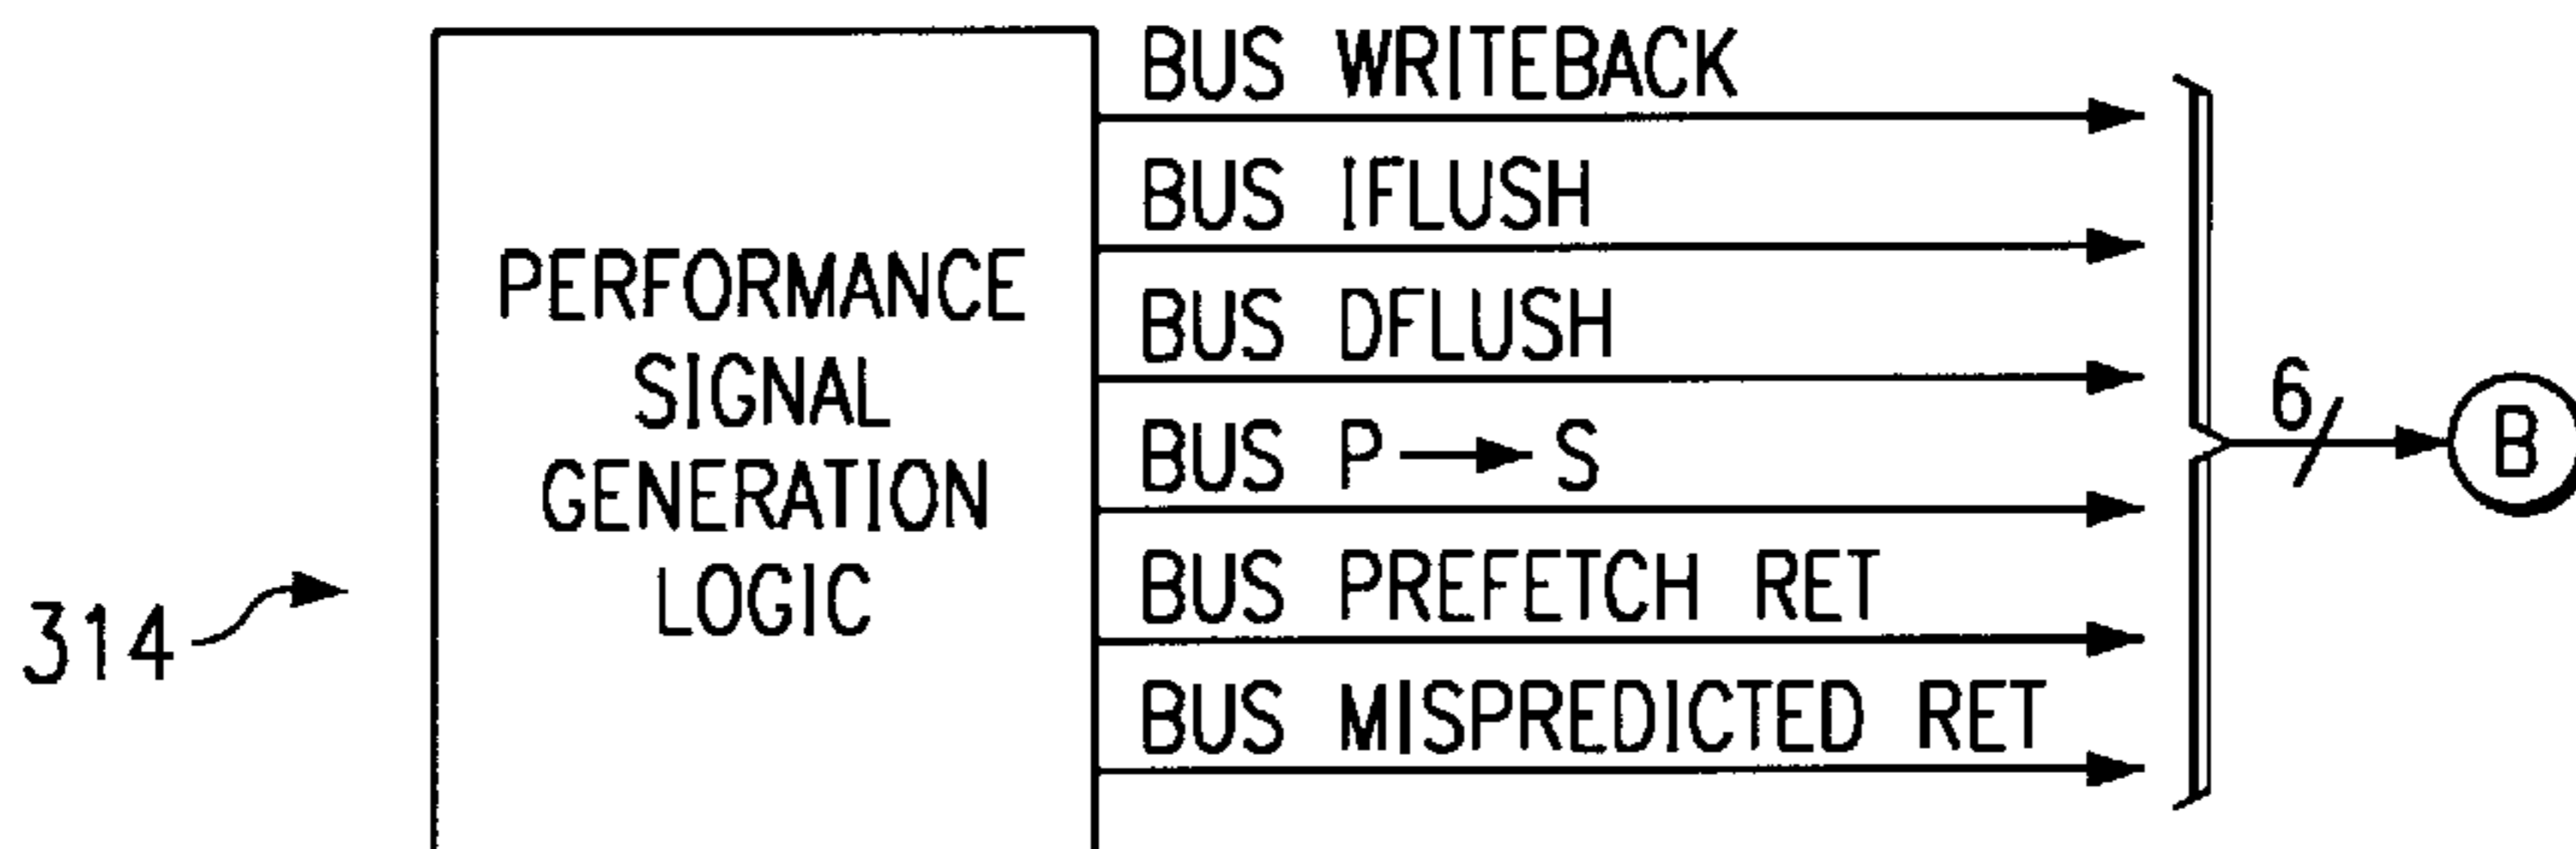 PERFORMANCE
SIGNAL
GENERATION
LOGIC
314
BUS WRITEBACK
BUS IFLUSH
BUS DFLUSH
BUS P → S
BUS PREFETCH RET
BUS MISPREDICTED RET
6
B